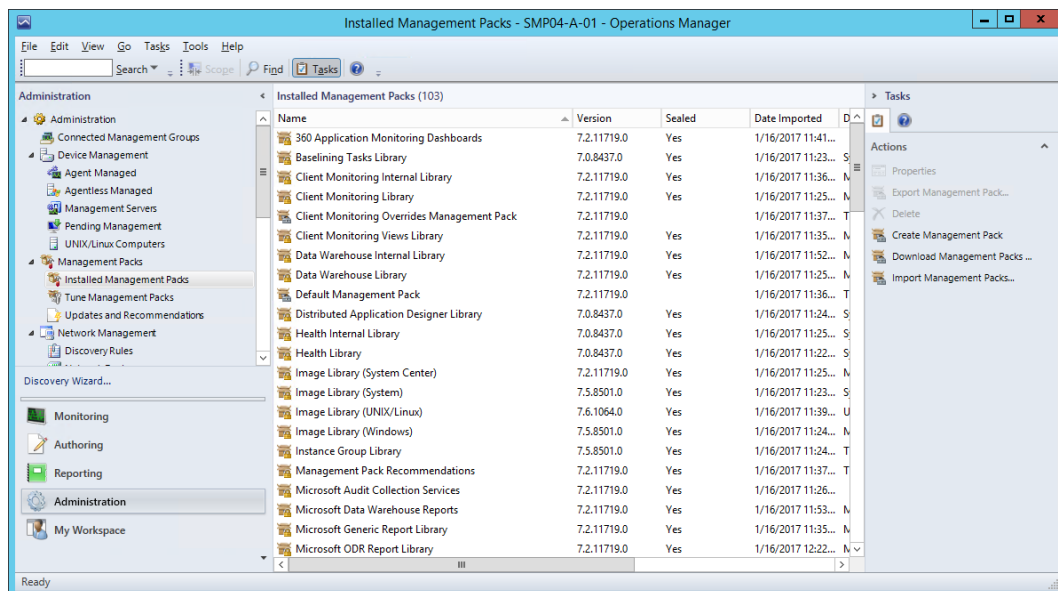 Installed Management Packs - SMP04-A-01 - Operations Manager
File Edit View Go Tasks Tools Help
Search Scope Find Tasks
Administration
Administration
Connected Management Groups
Device Management
Agent Managed
Agentless Managed
Management Servers
Pending Management
UNIX/Linux Computers
Management Packs
Installed Management Packs
Tune Management Packs
Updates and Recommendations
Network Management
Discovery Rules
Discovery Wizard...
Monitoring
Authoring
Reporting
Administration
My Workspace
Installed Management Packs (103)
Name Version Sealed Date Imported D
360 Application Monitoring Dashboards 7.2.11719.0 Yes 1/16/2017 11:41...
Baselining Tasks Library 7.0.8437.0 Yes 1/16/2017 11:23... S
Client Monitoring Internal Library 7.2.11719.0 Yes 1/16/2017 11:36... M
Client Monitoring Library 7.2.11719.0 Yes 1/16/2017 11:25... M
Client Monitoring Overrides Management Pack 7.2.11719.0 1/16/2017 11:37... T
Client Monitoring Views Library 7.2.11719.0 Yes 1/16/2017 11:35... M
Data Warehouse Internal Library 7.2.11719.0 Yes 1/16/2017 11:52... M
Data Warehouse Library 7.2.11719.0 Yes 1/16/2017 11:25... M
Default Management Pack 7.2.11719.0 1/16/2017 11:36... T
Distributed Application Designer Library 7.0.8437.0 Yes 1/16/2017 11:24... S
Health Internal Library 7.0.8437.0 Yes 1/16/2017 11:25... S
Health Library 7.0.8437.0 Yes 1/16/2017 11:22... S
Image Library (System Center) 7.2.11719.0 Yes 1/16/2017 11:25... M
Image Library (System) 7.5.8501.0 Yes 1/16/2017 11:23... S
Image Library (UNIX/Linux) 7.6.1064.0 Yes 1/16/2017 11:39... U
Image Library (Windows) 7.5.8501.0 Yes 1/16/2017 11:24... M
Instance Group Library 7.5.8501.0 Yes 1/16/2017 11:24... T
Management Pack Recommendations 7.2.11719.0 Yes 1/16/2017 11:37... T
Microsoft Audit Collection Services 7.2.11719.0 Yes 1/16/2017 11:26...
Microsoft Data Warehouse Reports 7.2.11719.0 Yes 1/16/2017 11:53... M
Microsoft Generic Report Library 7.2.11719.0 Yes 1/16/2017 11:35... M
Microsoft ODR Report Library 7.2.11719.0 Yes 1/16/2017 12:22... M
Tasks
Actions
Properties
Export Management Pack...
Delete
Create Management Pack
Download Management Packs ...
Import Management Packs...
Ready